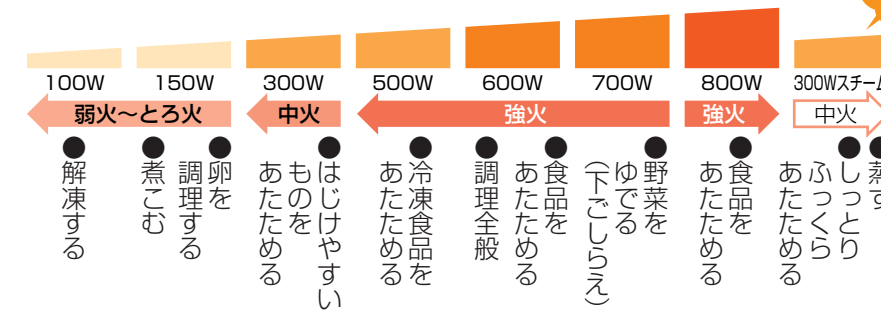 100W
150W
300W
500W
600W
700W
800W
300Wスチーム
弱火〜とろ火
中火
強火
強火
中火
●解凍する
●煮こむ
●卵を
調理する
●はじけやすい
ものを
あたためる
●冷凍食品を
あたためる
●調理全般
●食品を
あたためる
●野菜を
ゆでる
(下ごしらえ)
●食品を
あたためる
●蒸す
●しっとり
ふっくら
あたためる